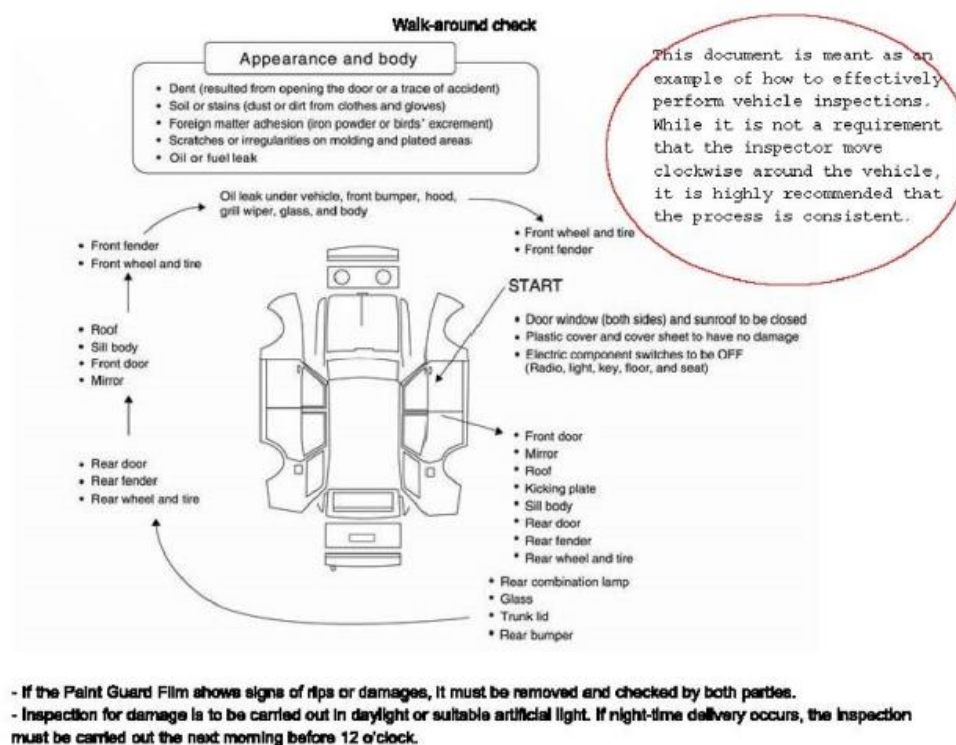 Walk-around check
Appearance and body
• Dent (resulted from opening the door or a trace of accident)
• Soil or stains (dust or dirt from clothes and gloves)
• Foreign matter adhesion (iron powder or birds' excrement)
• Scratches or irregularities on molding and plated areas
• Oil or fuel leak
This document is meant as an
example of how to effectively
perform vehicle inspections.
While it is not a requirement
that the inspector move
clockwise around the vehicle,
it is highly recommended that
the process is consistent.
Oil leak under vehicle, front bumper, hood,
grill wiper, glass, and body
• Front wheel and tire
• Front fender
START
• Door window (both sides) and sunroof to be closed
• Plastic cover and cover sheet to have no damage
• Electric component switches to be OFF
(Radio, light, key, floor, and seat)
• Front door
• Mirror
• Roof
• Kicking plate
• Sill body
• Rear door
• Rear fender
• Rear wheel and tire
• Rear combination lamp
• Glass
• Trunk lid
• Rear bumper
• Rear door
• Rear fender
• Rear wheel and tire
• Roof
• Sill body
• Front door
• Mirror
• Front fender
• Front wheel and tire
- If the Paint Guard Film shows signs of rips or damages, it must be removed and checked by both parties.
- Inspection for damage is to be carried out in daylight or suitable artificial light. If night-time delivery occurs, the inspection
must be carried out the next morning before 12 o'clock.